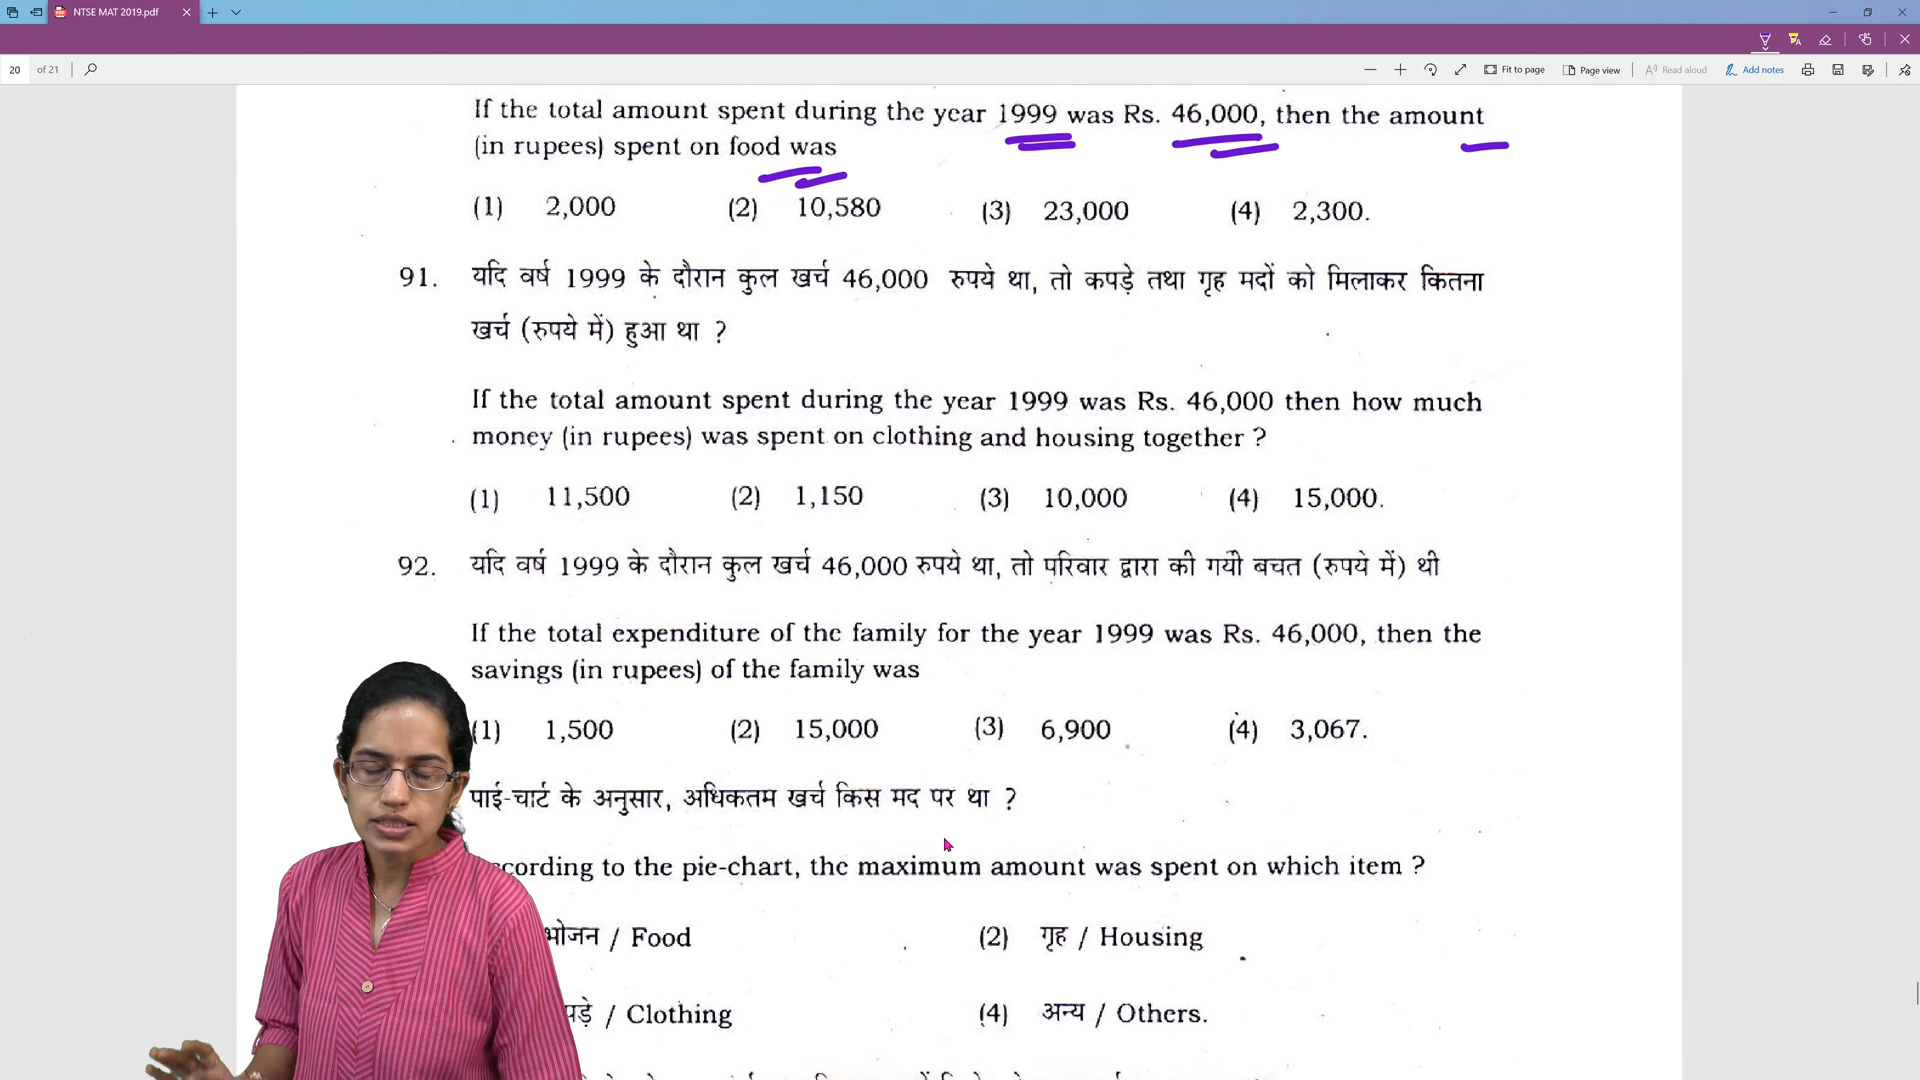 NTSE MAT 2019.pdf
20 of 21
Fit to page
Page view
Read aloud
Add notes
If the total amount spent during the year 1999 was Rs. 46,000, then the amount
(in rupees) spent on food was
(1) 2,000 (2) 10,580 (3) 23,000 (4) 2,300.
91. यदि वर्ष 1999 के दौरान कुल खर्च 46,000 रुपये था, तो कपड़े तथा गृह मदों को मिलाकर कितना
खर्च (रुपये में) हुआ था ?
If the total amount spent during the year 1999 was Rs. 46,000 then how much
money (in rupees) was spent on clothing and housing together ?
(1) 11,500 (2) 1,150 (3) 10,000 (4) 15,000.
92. यदि वर्ष 1999 के दौरान कुल खर्च 46,000 रुपये था, तो परिवार द्वारा की गयी बचत (रुपये में) थी
If the total expenditure of the family for the year 1999 was Rs. 46,000, then the
savings (in rupees) of the family was
(1) 1,500 (2) 15,000 (3) 6,900 (4) 3,067.
पाई-चार्ट के अनुसार, अधिकतम खर्च किस मद पर था ?
cording to the pie-chart, the maximum amount was spent on which item ?
भोजन / Food (2) गृह / Housing
पड़े / Clothing (4) अन्य / Others.